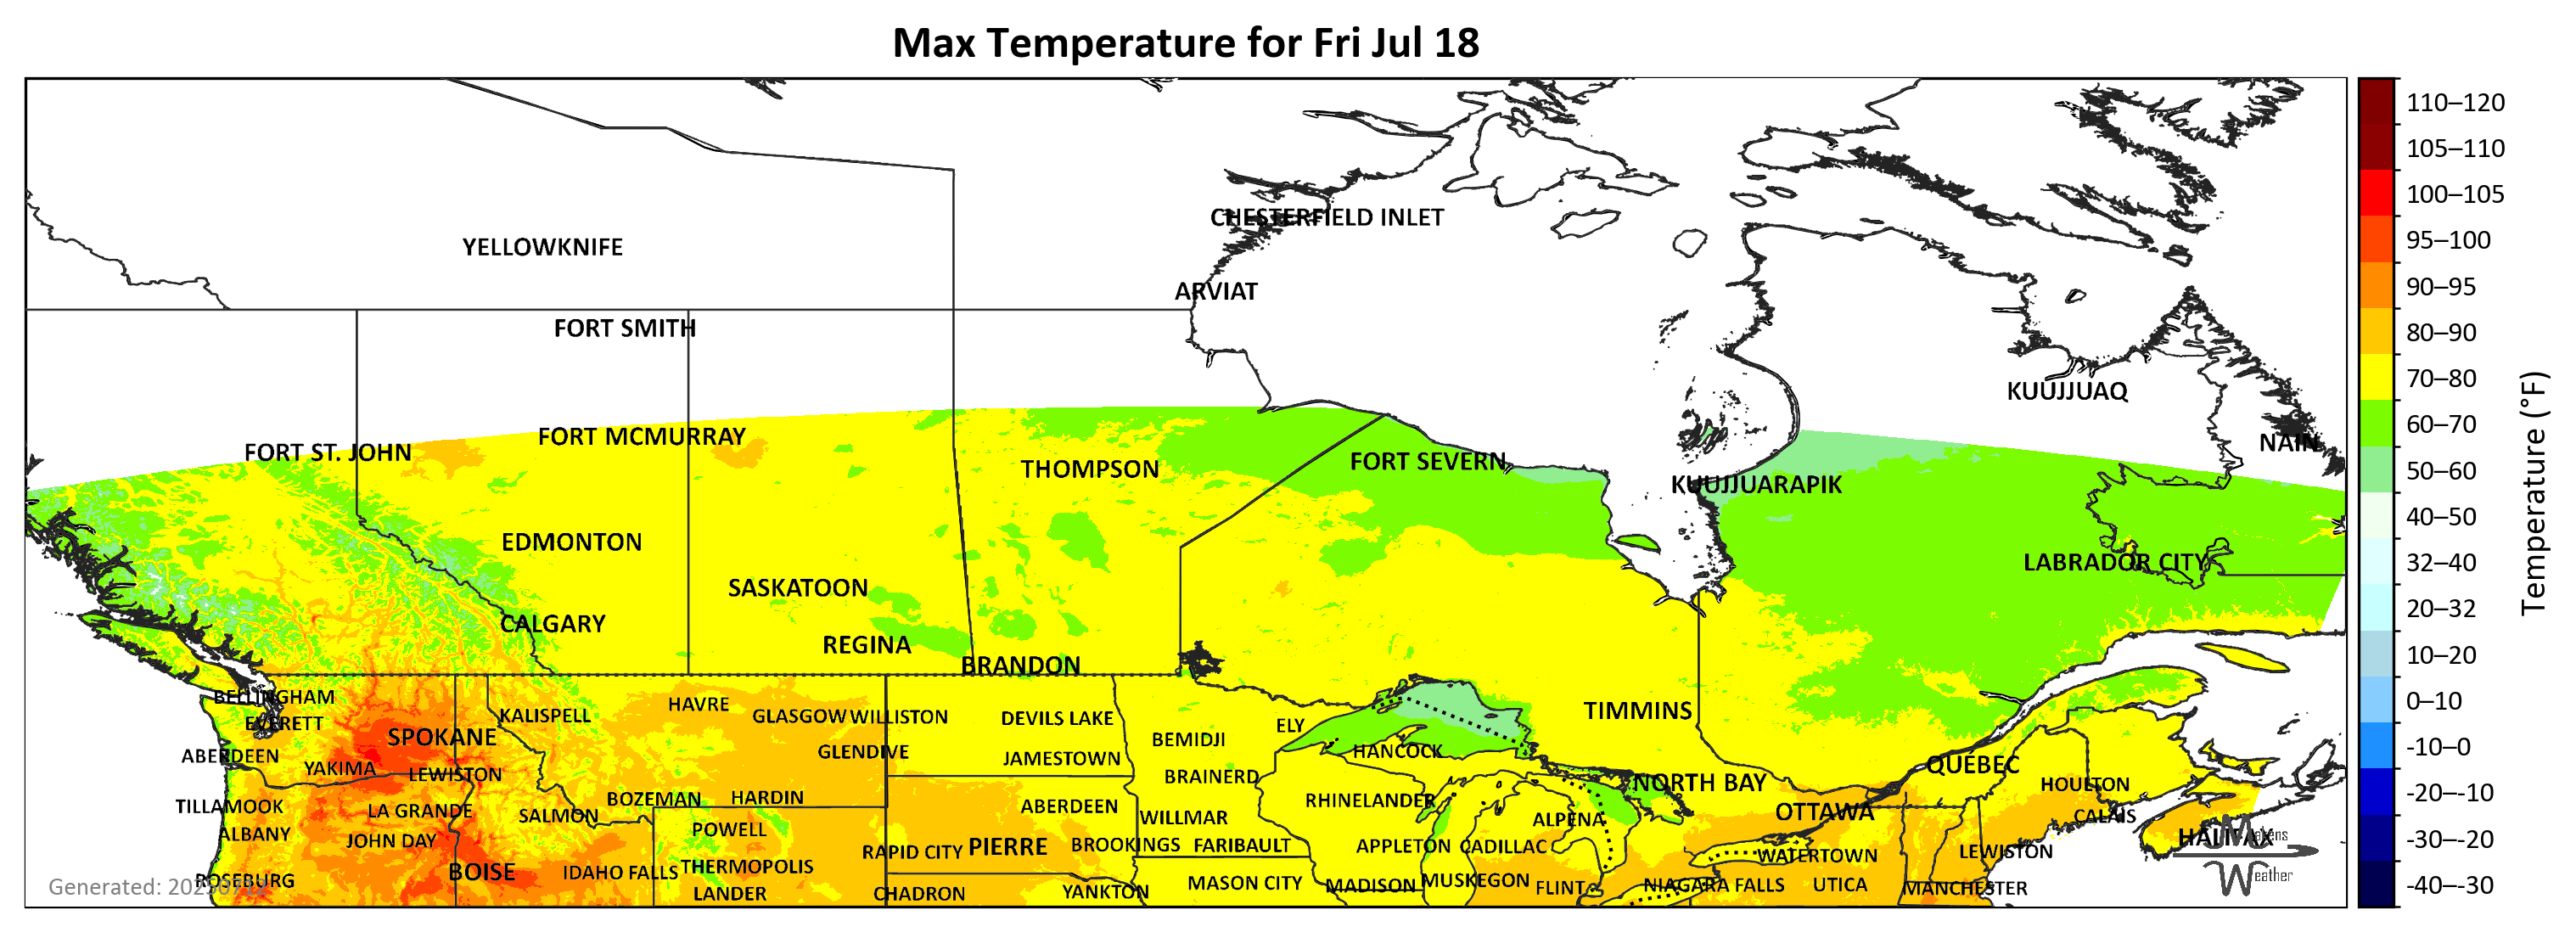 Max Temperature for Fri Jul 18
110–120
105–110
100–105
95–100
90–95
80–90
70–80
60–70
50–60
40–50
32–40
20–32
10–20
0–10
-10–0
-20–-10
-30–-20
-40–-30
Temperature (°F)
CHESTERFIELD INLET
YELLOWKNIFE
ARVIAT
FORT SMITH
KUUJJUAQ
FORT MCMURRAY
NAIN
FORT ST. JOHN
FORT SEVERN
THOMPSON
KUUJJUARAPIK
EDMONTON
LABRADOR CITY
SASKATOON
CALGARY
REGINA
BRANDON
BELLINGHAM
HAVRE
TIMMINS
KALISPELL
GLASGOW
WILLISTON
DEVILS LAKE
EVERETT
ELY
SPOKANE
BEMIDJI
GLENDIVE
HANCOCK
ABERDEEN
JAMESTOWN
QUÉBEC
YAKIMA
LEWISTON
BRAINERD
NORTH BAY
HOULTON
BOZEMAN
HARDIN
RHINELANDER
TILLAMOOK
ABERDEEN
LA GRANDE
OTTAWA
SALMON
CALAIS
WILLMAR
ALPENA
POWELL
ALBANY
HALIFAX
Makens
JOHN DAY
BROOKINGS
FARIBAULT
APPLETON
CADILLAC
PIERRE
RAPID CITY
LEWISTON
WATERTOWN
THERMOPOLIS
BOISE
IDAHO FALLS
Weather
ROSEBURG
MUSKEGON
MASON CITY
MADISON
NIAGARA FALLS
UTICA
Generated:
FLINT
MANCHESTER
YANKTON
LANDER
CHADRON